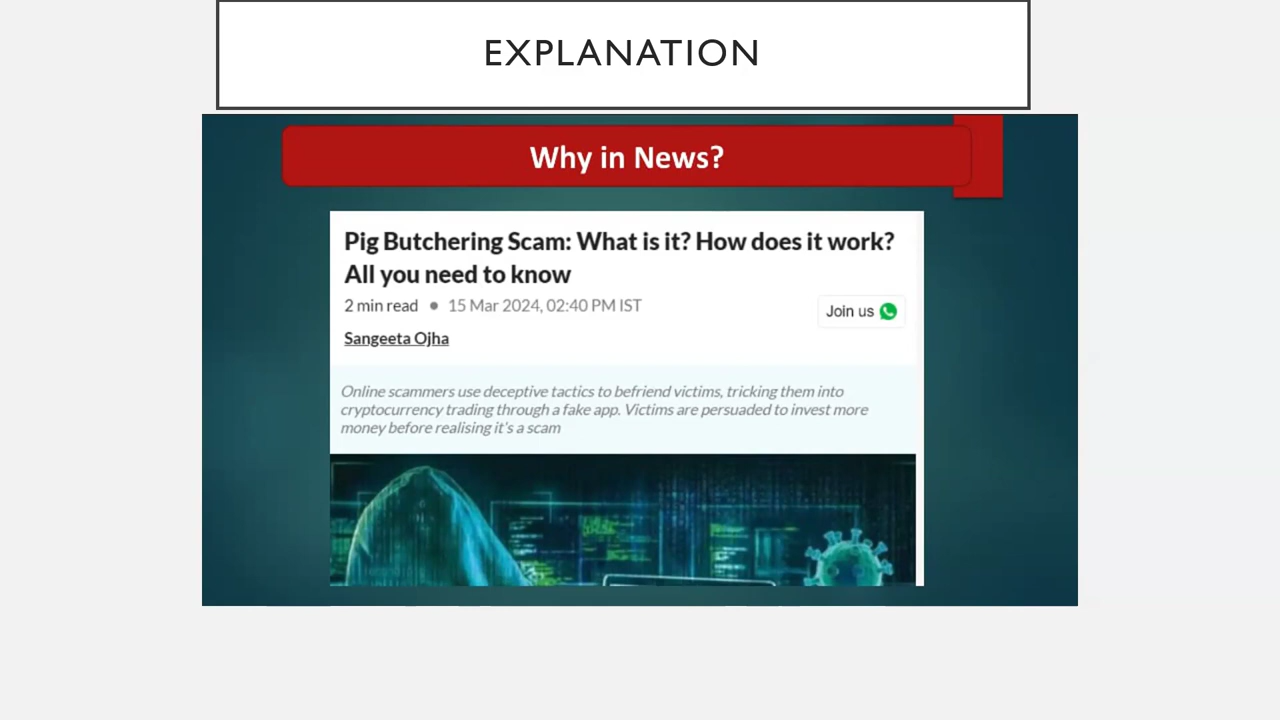 EXPLANATION
Why in News?
Pig Butchering Scam: What is it? How does it work?
All you need to know
2 min read ● 15 Mar 2024, 02:40 PM IST
Join us
Sangeeta Ojha
Online scammers use deceptive tactics to befriend victims, tricking them into
cryptocurrency trading through a fake app. Victims are persuaded to invest more
money before realising it's a scam